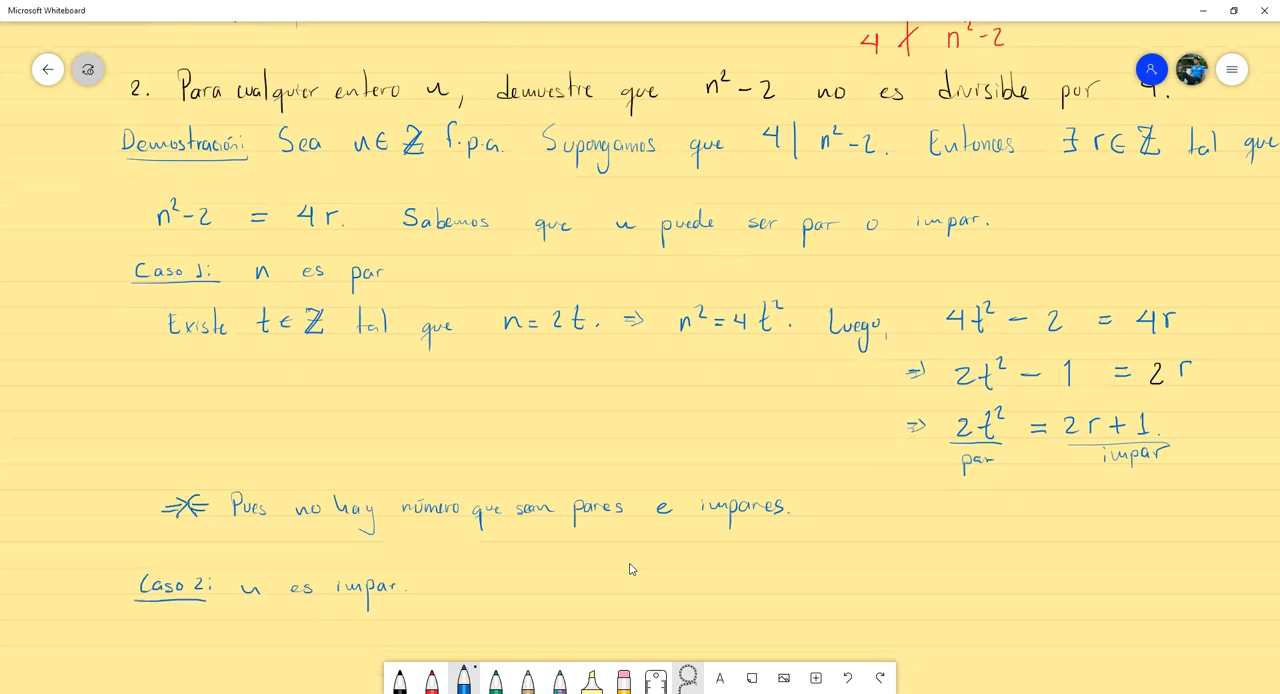 Microsoft Whiteboard
4 ∤ n²-2
2. Para cualquier entero n, demuestre que n²-2 no es divisible por 4.
Demostración: Sea n∈ℤ f.p.a. Supongamos que 4 | n²-2. Entonces ∃ r∈ℤ tal que
n²-2 = 4r. Sabemos que n puede ser par o impar.
Caso 1: n es par
Existe t∈ℤ tal que n=2t. ⇒ n²=4t². Luego, 4t² - 2 = 4r
⇒ 2t² - 1 = 2r
⇒ 2t² = 2r+1.
par impar
⇒⇐ Pues no hay número que sean pares e impares.
Caso 2: n es impar.
A